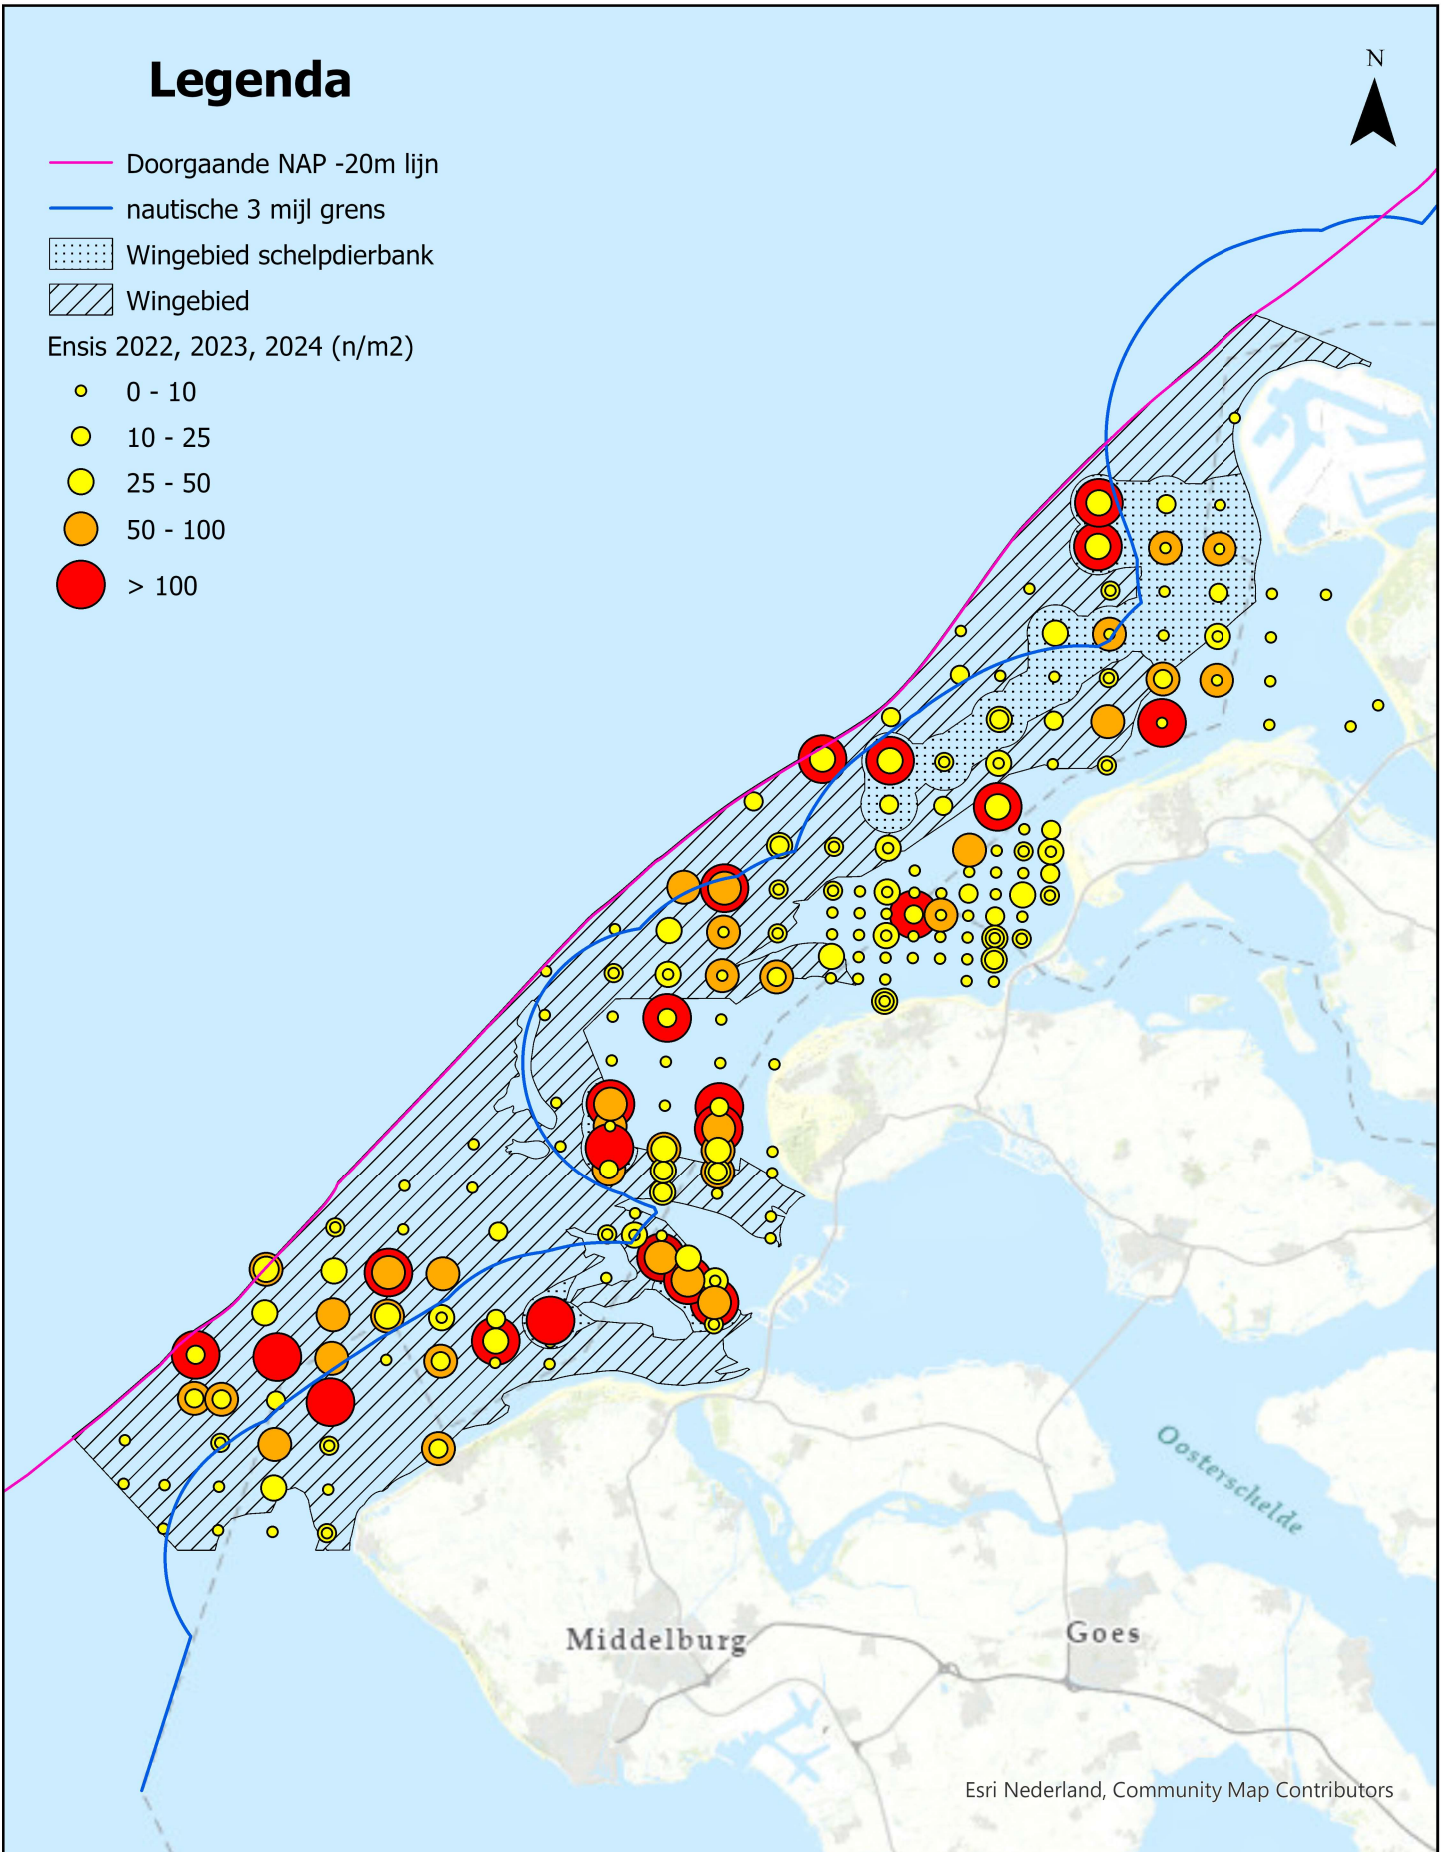 Legenda
N
Doorgaande NAP -20m lijn
nautische 3 mijl grens
Wingebied schelpdierbank
Wingebied
Ensis 2022, 2023, 2024 (n/m2)
0 - 10
10 - 25
25 - 50
50 - 100
> 100
Oosterschelde
Middelburg
Goes
Esri Nederland, Community Map Contributors